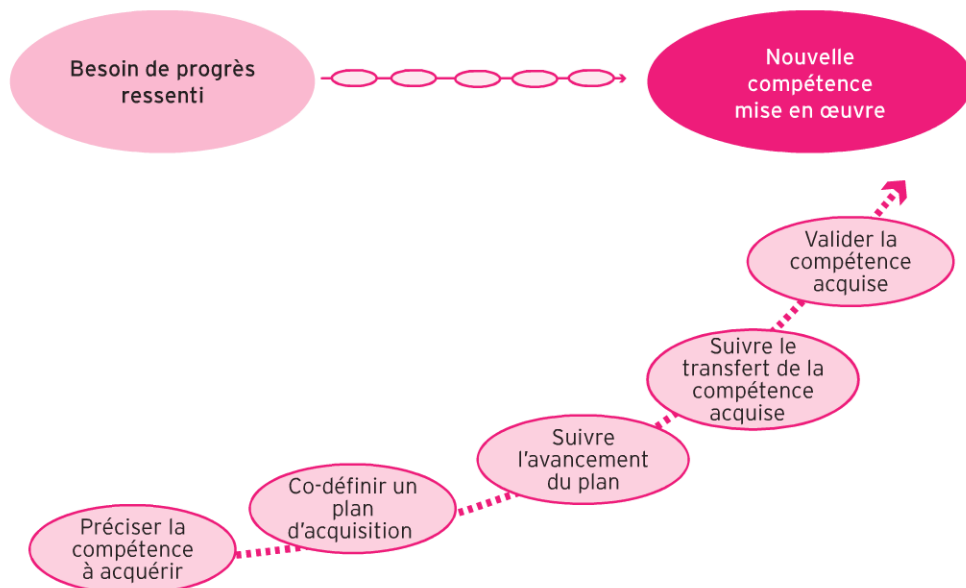 Besoin de progrès
ressenti
Nouvelle
compétence
mise en œuvre
Préciser la
compétence
à acquérir
Co-définir un
plan
d'acquisition
Suivre
l'avancement
du plan
Suivre le
transfert de la
compétence
acquise
Valider la
compétence
acquise